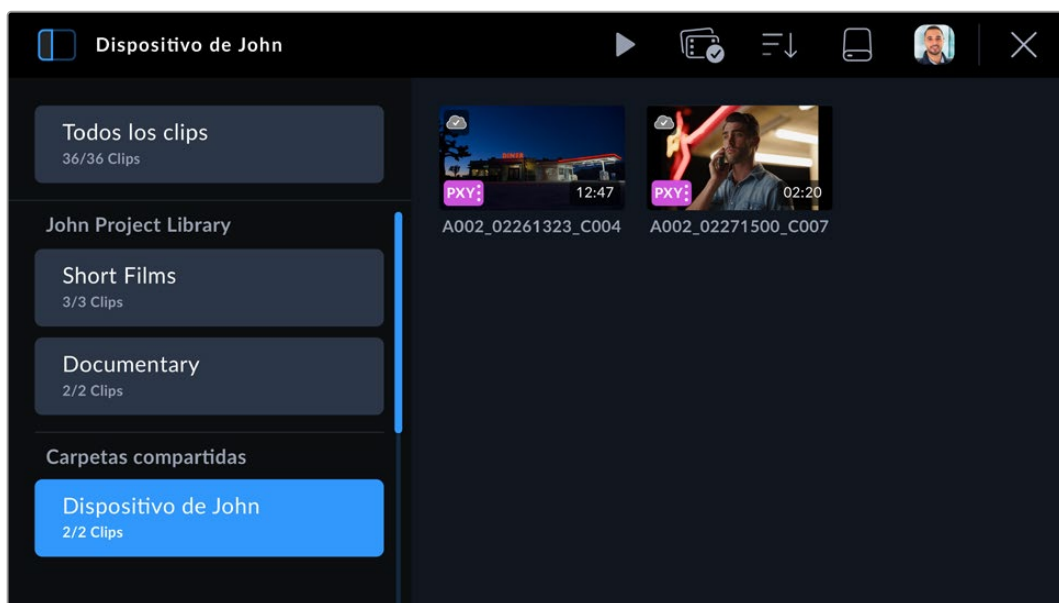 Dispositivo de John
Todos los clips
36/36 Clips
John Project Library
Short Films
3/3 Clips
Documentary
2/2 Clips
Carpetas compartidas
Dispositivo de John
2/2 Clips
DINER
PXY
12:47
A002_02261323_C004
PXY
02:20
A002_02271500_C007